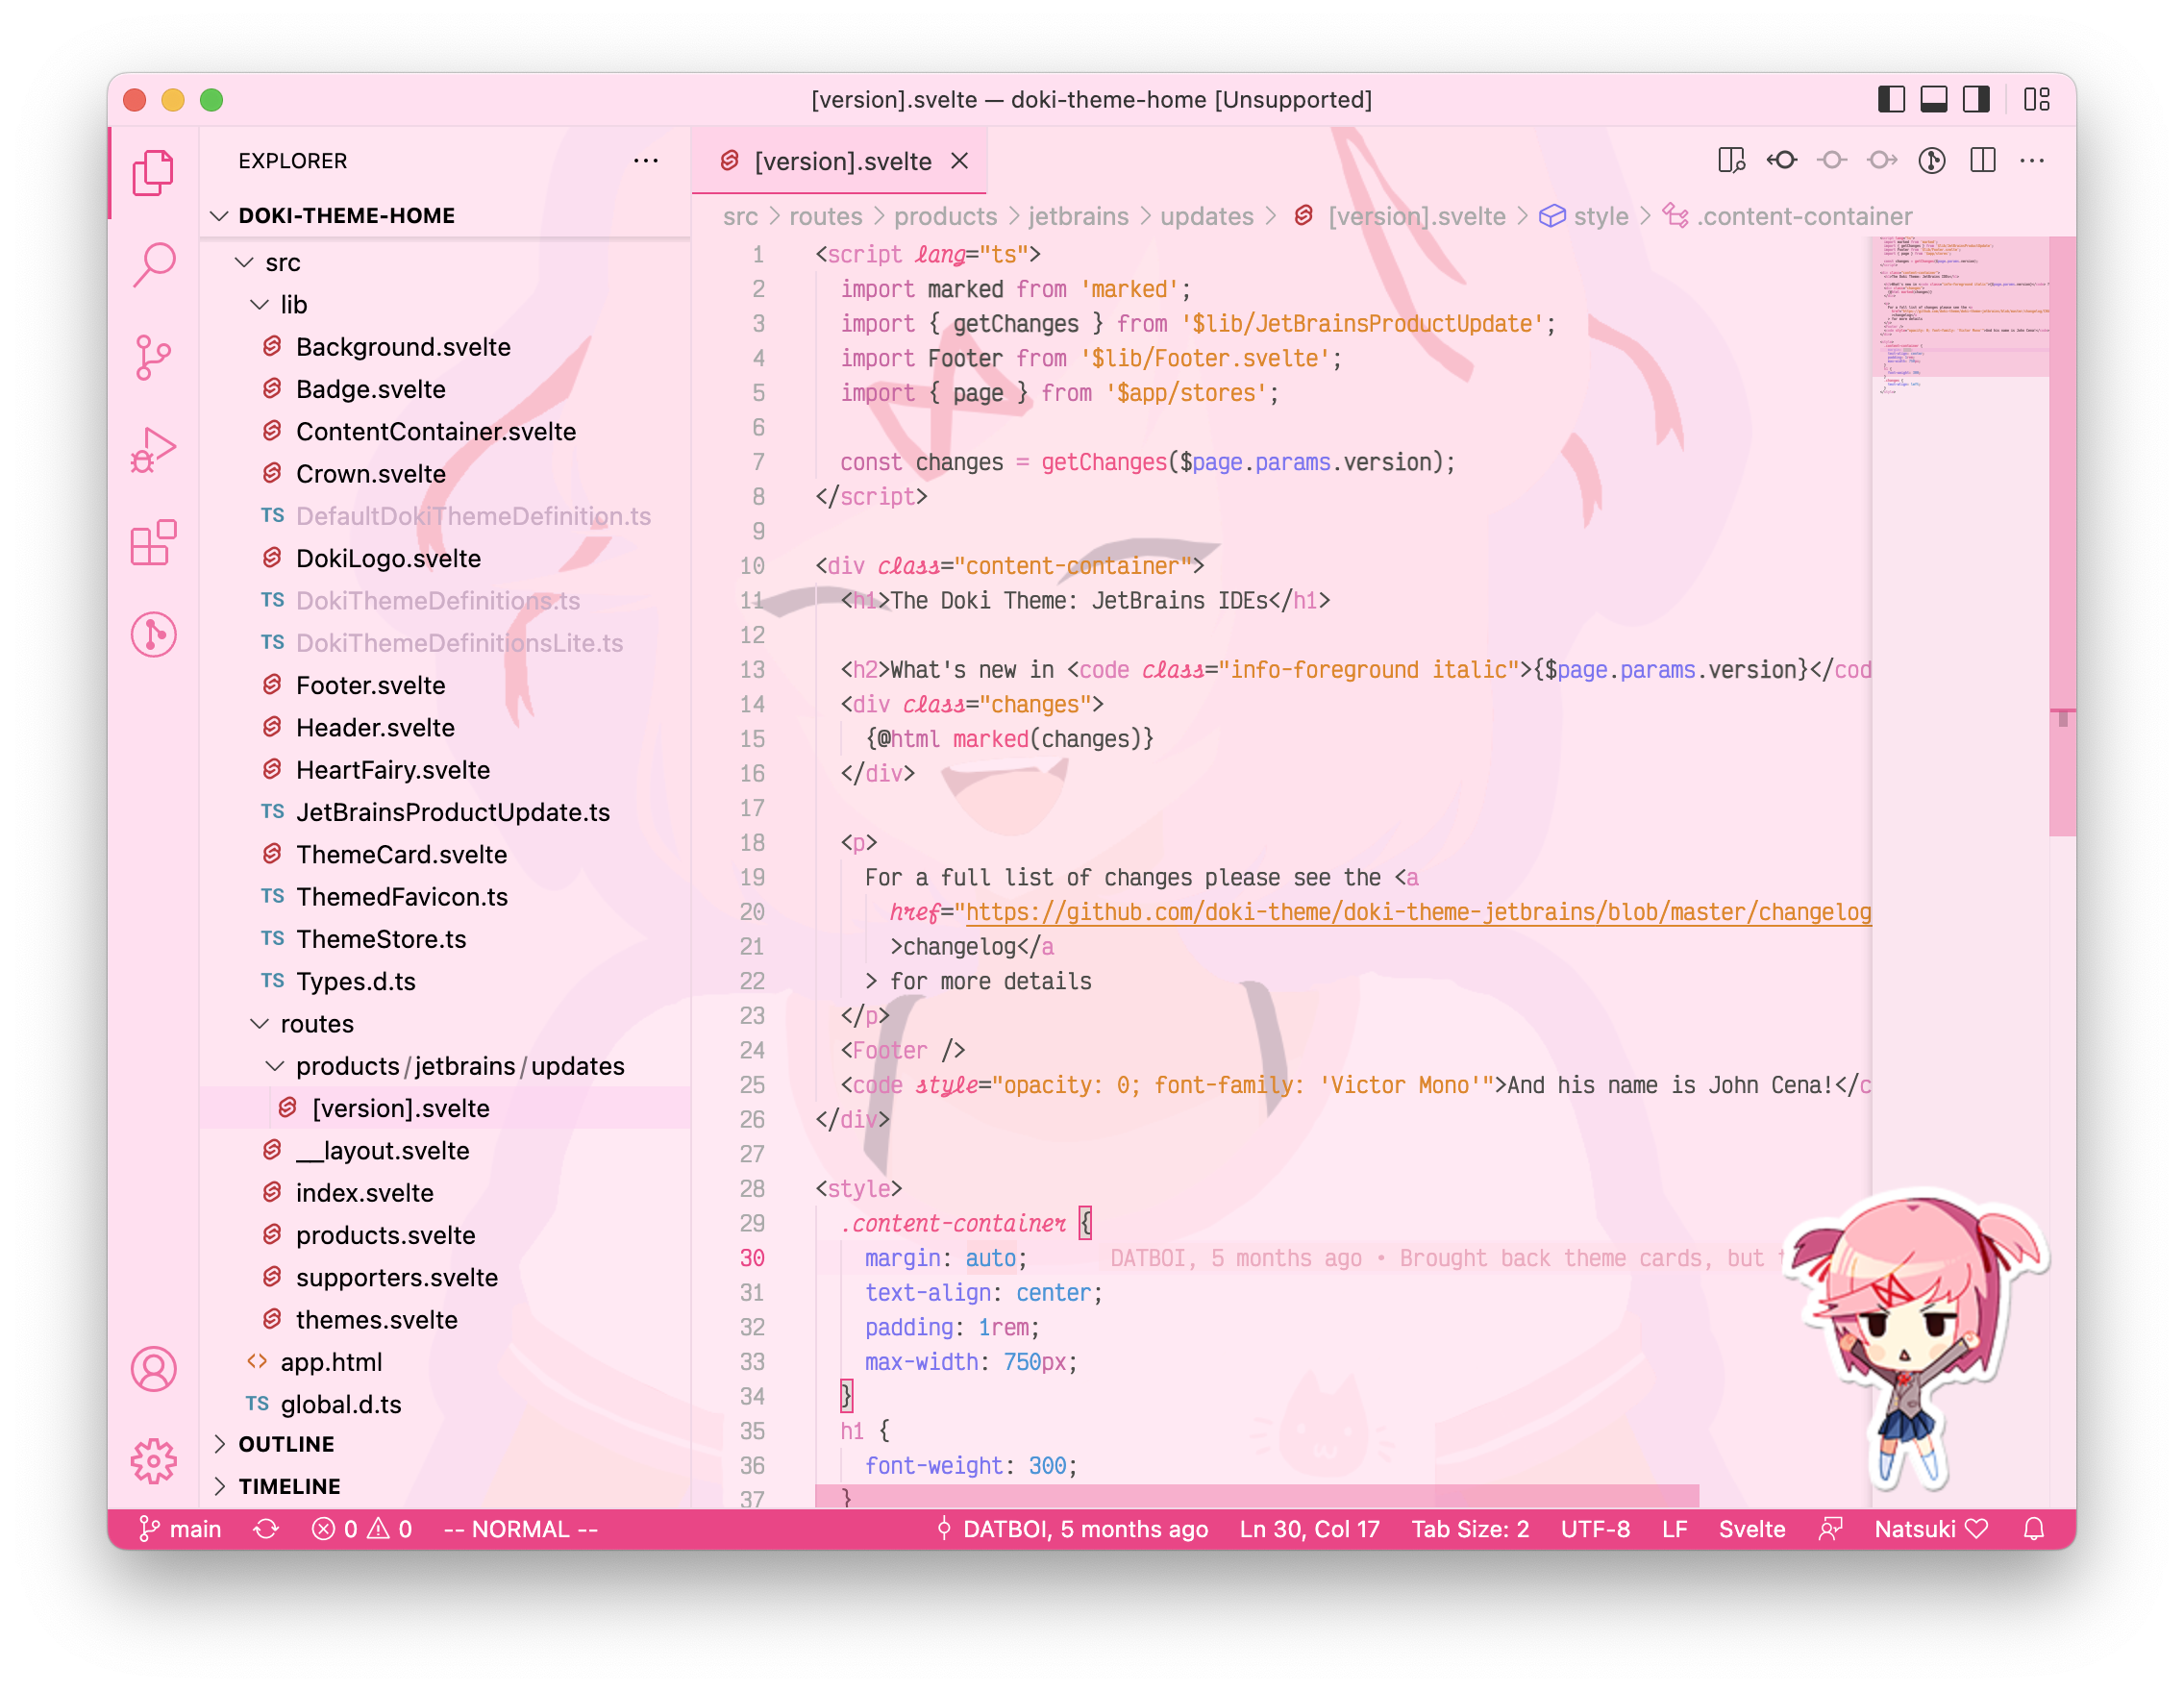 [version].svelte — doki-theme-home [Unsupported]
EXPLORER
DOKI-THEME-HOME
src
lib
Background.svelte
Badge.svelte
ContentContainer.svelte
Crown.svelte
TS DefaultDokiThemeDefinition.ts
DokiLogo.svelte
TS DokiThemeDefinitions.ts
TS DokiThemeDefinitionsLite.ts
Footer.svelte
Header.svelte
HeartFairy.svelte
TS JetBrainsProductUpdate.ts
ThemeCard.svelte
TS ThemedFavicon.ts
TS ThemeStore.ts
TS Types.d.ts
routes
products/jetbrains/updates
[version].svelte
__layout.svelte
index.svelte
products.svelte
supporters.svelte
themes.svelte
<> app.html
TS global.d.ts
OUTLINE
TIMELINE
[version].svelte
src > routes > products > jetbrains > updates > [version].svelte > style > .content-container
1 <script lang="ts">
2 import marked from 'marked';
3 import { getChanges } from '$lib/JetBrainsProductUpdate';
4 import Footer from '$lib/Footer.svelte';
5 import { page } from '$app/stores';
6
7 const changes = getChanges($page.params.version);
8 </script>
9
10 <div class="content-container">
11 <h1>The Doki Theme: JetBrains IDEs</h1>
12
13 <h2>What's new in <code class="info-foreground italic">{$page.params.version}</cod
14 <div class="changes">
15 {@html marked(changes)}
16 </div>
17
18 <p>
19 For a full list of changes please see the <a
20 href="https://github.com/doki-theme/doki-theme-jetbrains/blob/master/changelog
21 >changelog</a
22 > for more details
23 </p>
24 <Footer />
25 <code style="opacity: 0; font-family: 'Victor Mono'">And his name is John Cena!</c
26 </div>
27
28 <style>
29 .content-container {
30 margin: auto; DATBOI, 5 months ago • Brought back theme cards, but
31 text-align: center;
32 padding: 1rem;
33 max-width: 750px;
34 }
35 h1 {
36 font-weight: 300;
37 }
main 0 0 -- NORMAL -- DATBOI, 5 months ago Ln 30, Col 17 Tab Size: 2 UTF-8 LF Svelte Natsuki ♡